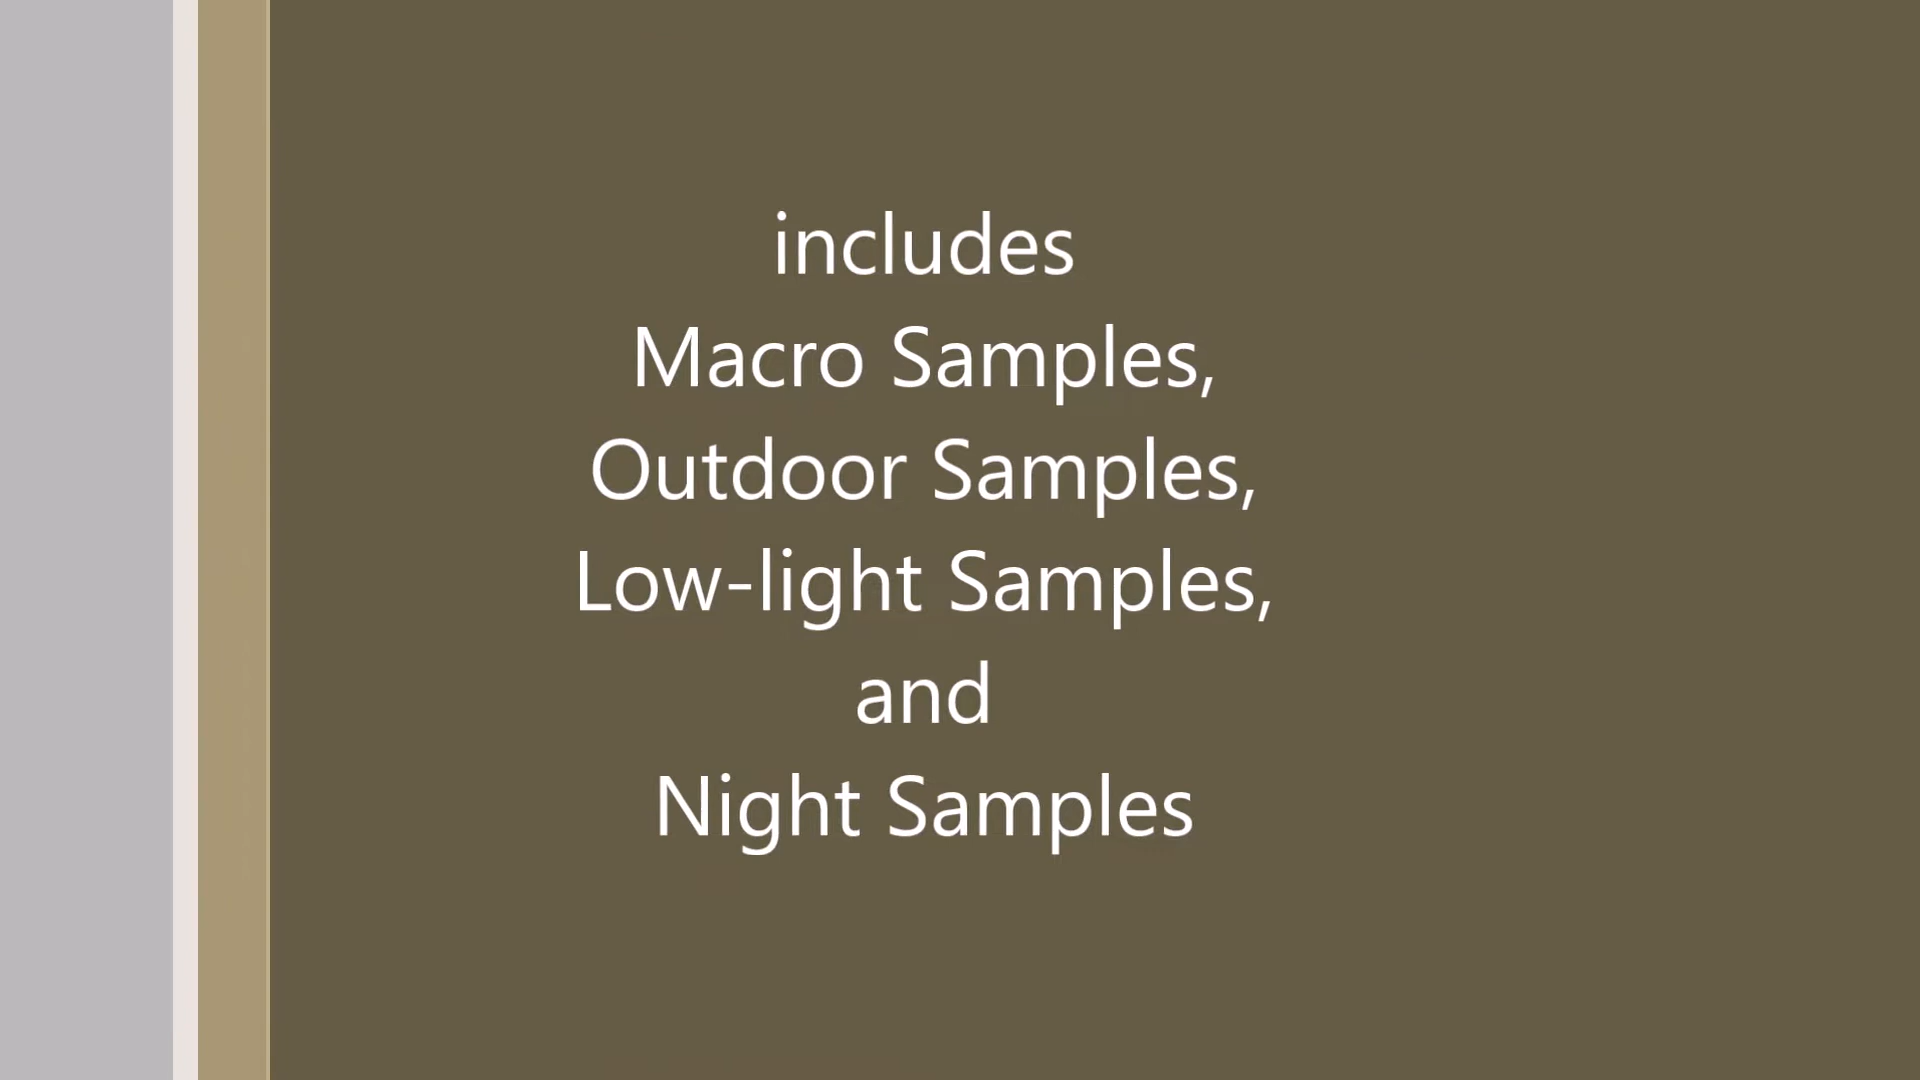 includes
Macro Samples,
Outdoor Samples,
Low-light Samples,
and
Night Samples